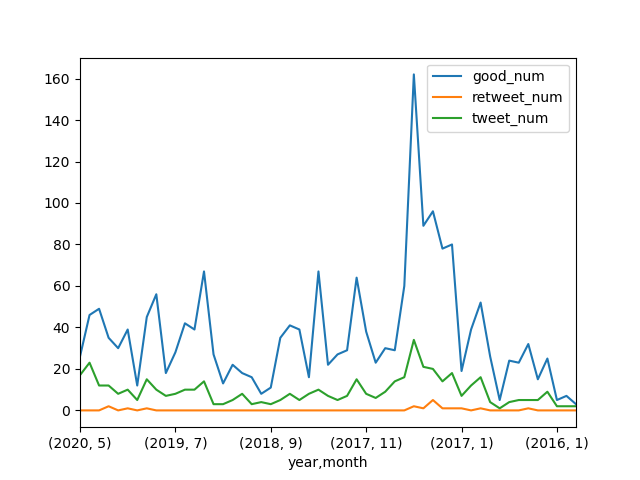 160
140
120
100
80
60
40
20
0
good_num
retweet_num
tweet_num
(2020, 5) (2019, 7) (2018, 9) (2017, 11) (2017, 1) (2016, 1)
year,month